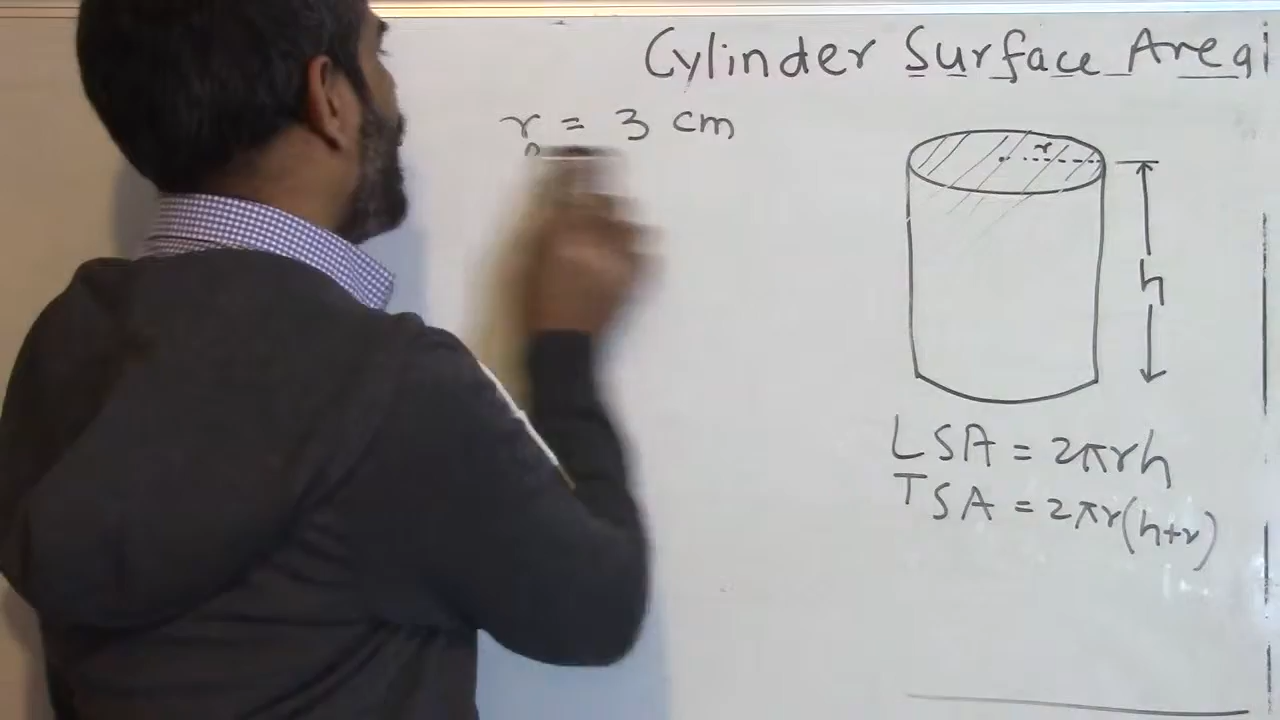 Cylinder Surface Area
r = 3 cm
r
h
LSA = 2πrh
TSA = 2πr(h+r)